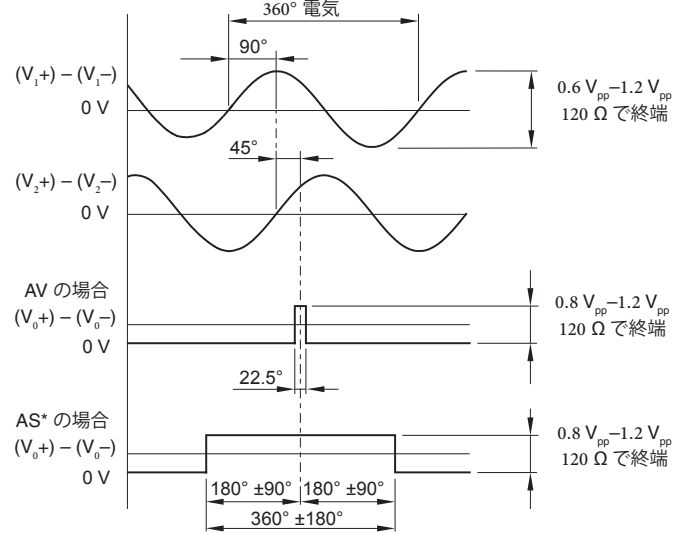 360° 電気
90°
(V₁+) – (V₁–)
0 V
0.6 Vpp–1.2 Vpp
120 Ω で終端
45°
(V₂+) – (V₂–)
0 V
AV の場合
(V₀+) – (V₀–)
0 V
0.8 Vpp–1.2 Vpp
120 Ω で終端
22.5°
AS* の場合
(V₀+) – (V₀–)
0 V
0.8 Vpp–1.2 Vpp
120 Ω で終端
180° ±90° 180° ±90°
360° ±180°